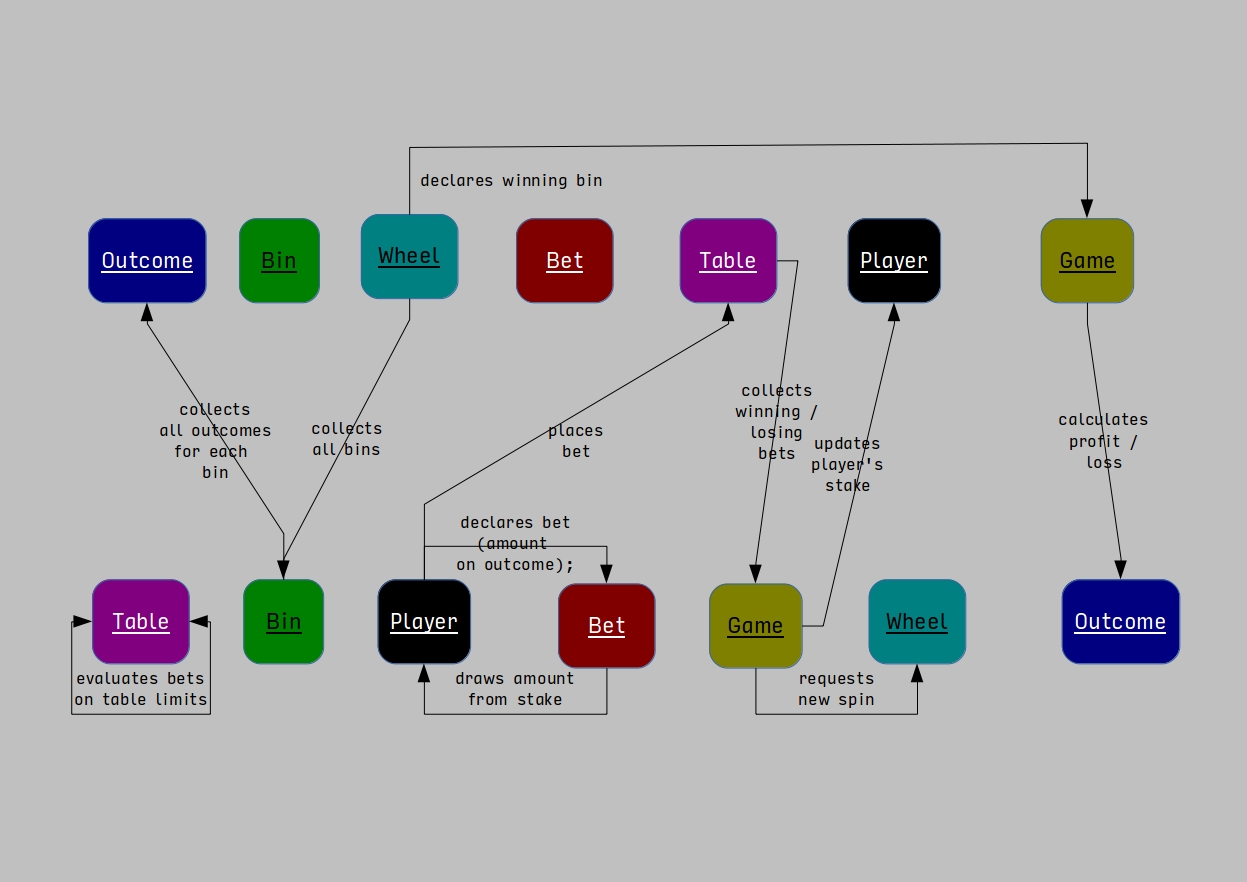 declares winning bin
Outcome
Bin
Wheel
Bet
Table
Player
Game
collects
all outcomes
for each
bin
collects
all bins
places
bet
collects
winning /
losing
bets
updates
player's
stake
calculates
profit /
loss
declares bet
(amount
on outcome);
Table
Bin
Player
Bet
Game
Wheel
Outcome
evaluates bets
on table limits
draws amount
from stake
requests
new spin